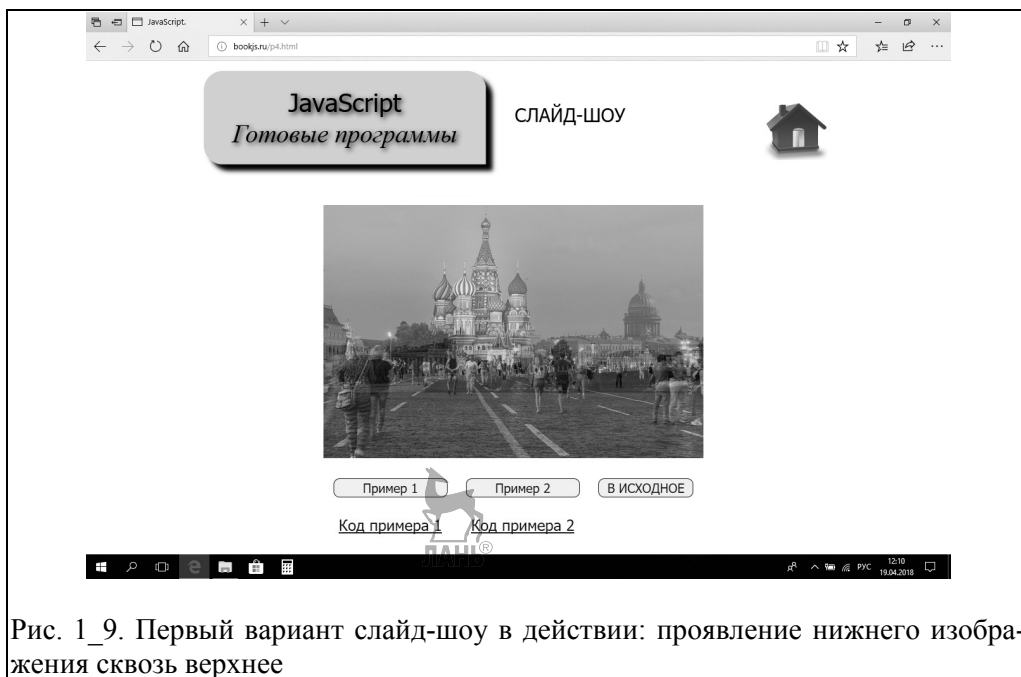 JavaScript.
bookjs.ru/p4.html
JavaScript
Готовые программы
СЛАЙД-ШОУ
Пример 1
Пример 2
В ИСХОДНОЕ
Код примера 1
Код примера 2
ЛАНЬ®
РУС
12:10
19.04.2018
Рис. 1_9. Первый вариант слайд-шоу в действии: проявление нижнего изобра-
жения сквозь верхнее